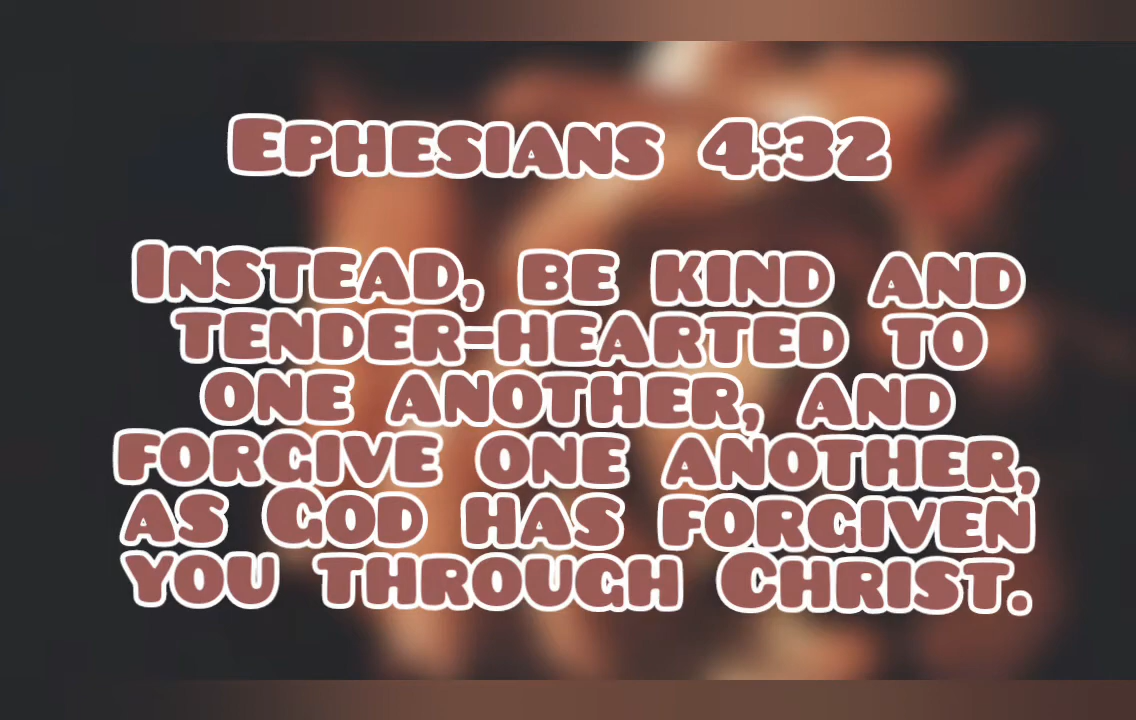 Ephesians 4:32
Instead, be kind and
tender-hearted to
one another, and
forgive one another,
as God has forgiven
you through Christ.